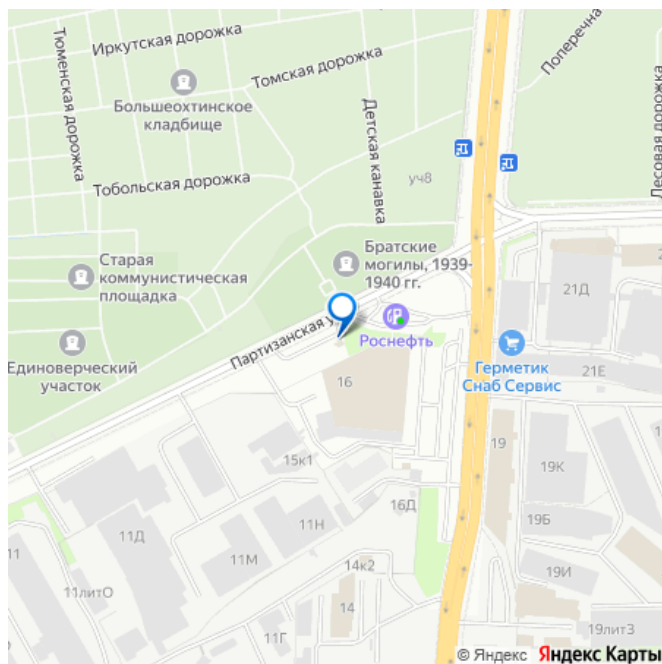 Иркутская дорожка
Тюменская дорожка
Томская дорожка
Поперечна
Большеохтинское
кладбище
Детская канавка
Лесовая дорожка
Тобольская дорожка
уч8
Старая
коммунистическая
площадка
Братские
могилы, 1939-
1940 гг.
21Д
Партизанская у
Роснефть
Единоверческий
участок
Герметик
Снаб Сервис
21Е
16
19
15к1
19К
16Д
11Н
19Б
11
11Д
11М
14к2
19И
11литО
14
11Г
19литЗ
© Яндекс Яндекс Карты